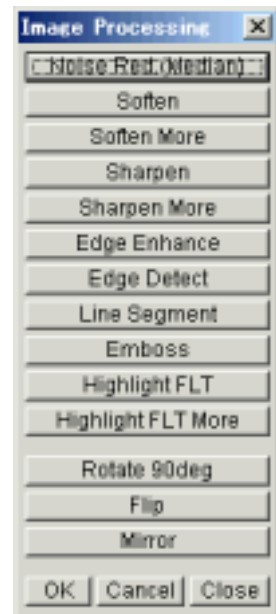 Image Processing
Noise Red.(Median)
Soften
Soften More
Sharpen
Sharpen More
Edge Enhance
Edge Detect
Line Segment
Emboss
Highlight FLT
Highlight FLT More
Rotate 90deg
Flip
Mirror
OK Cancel Close